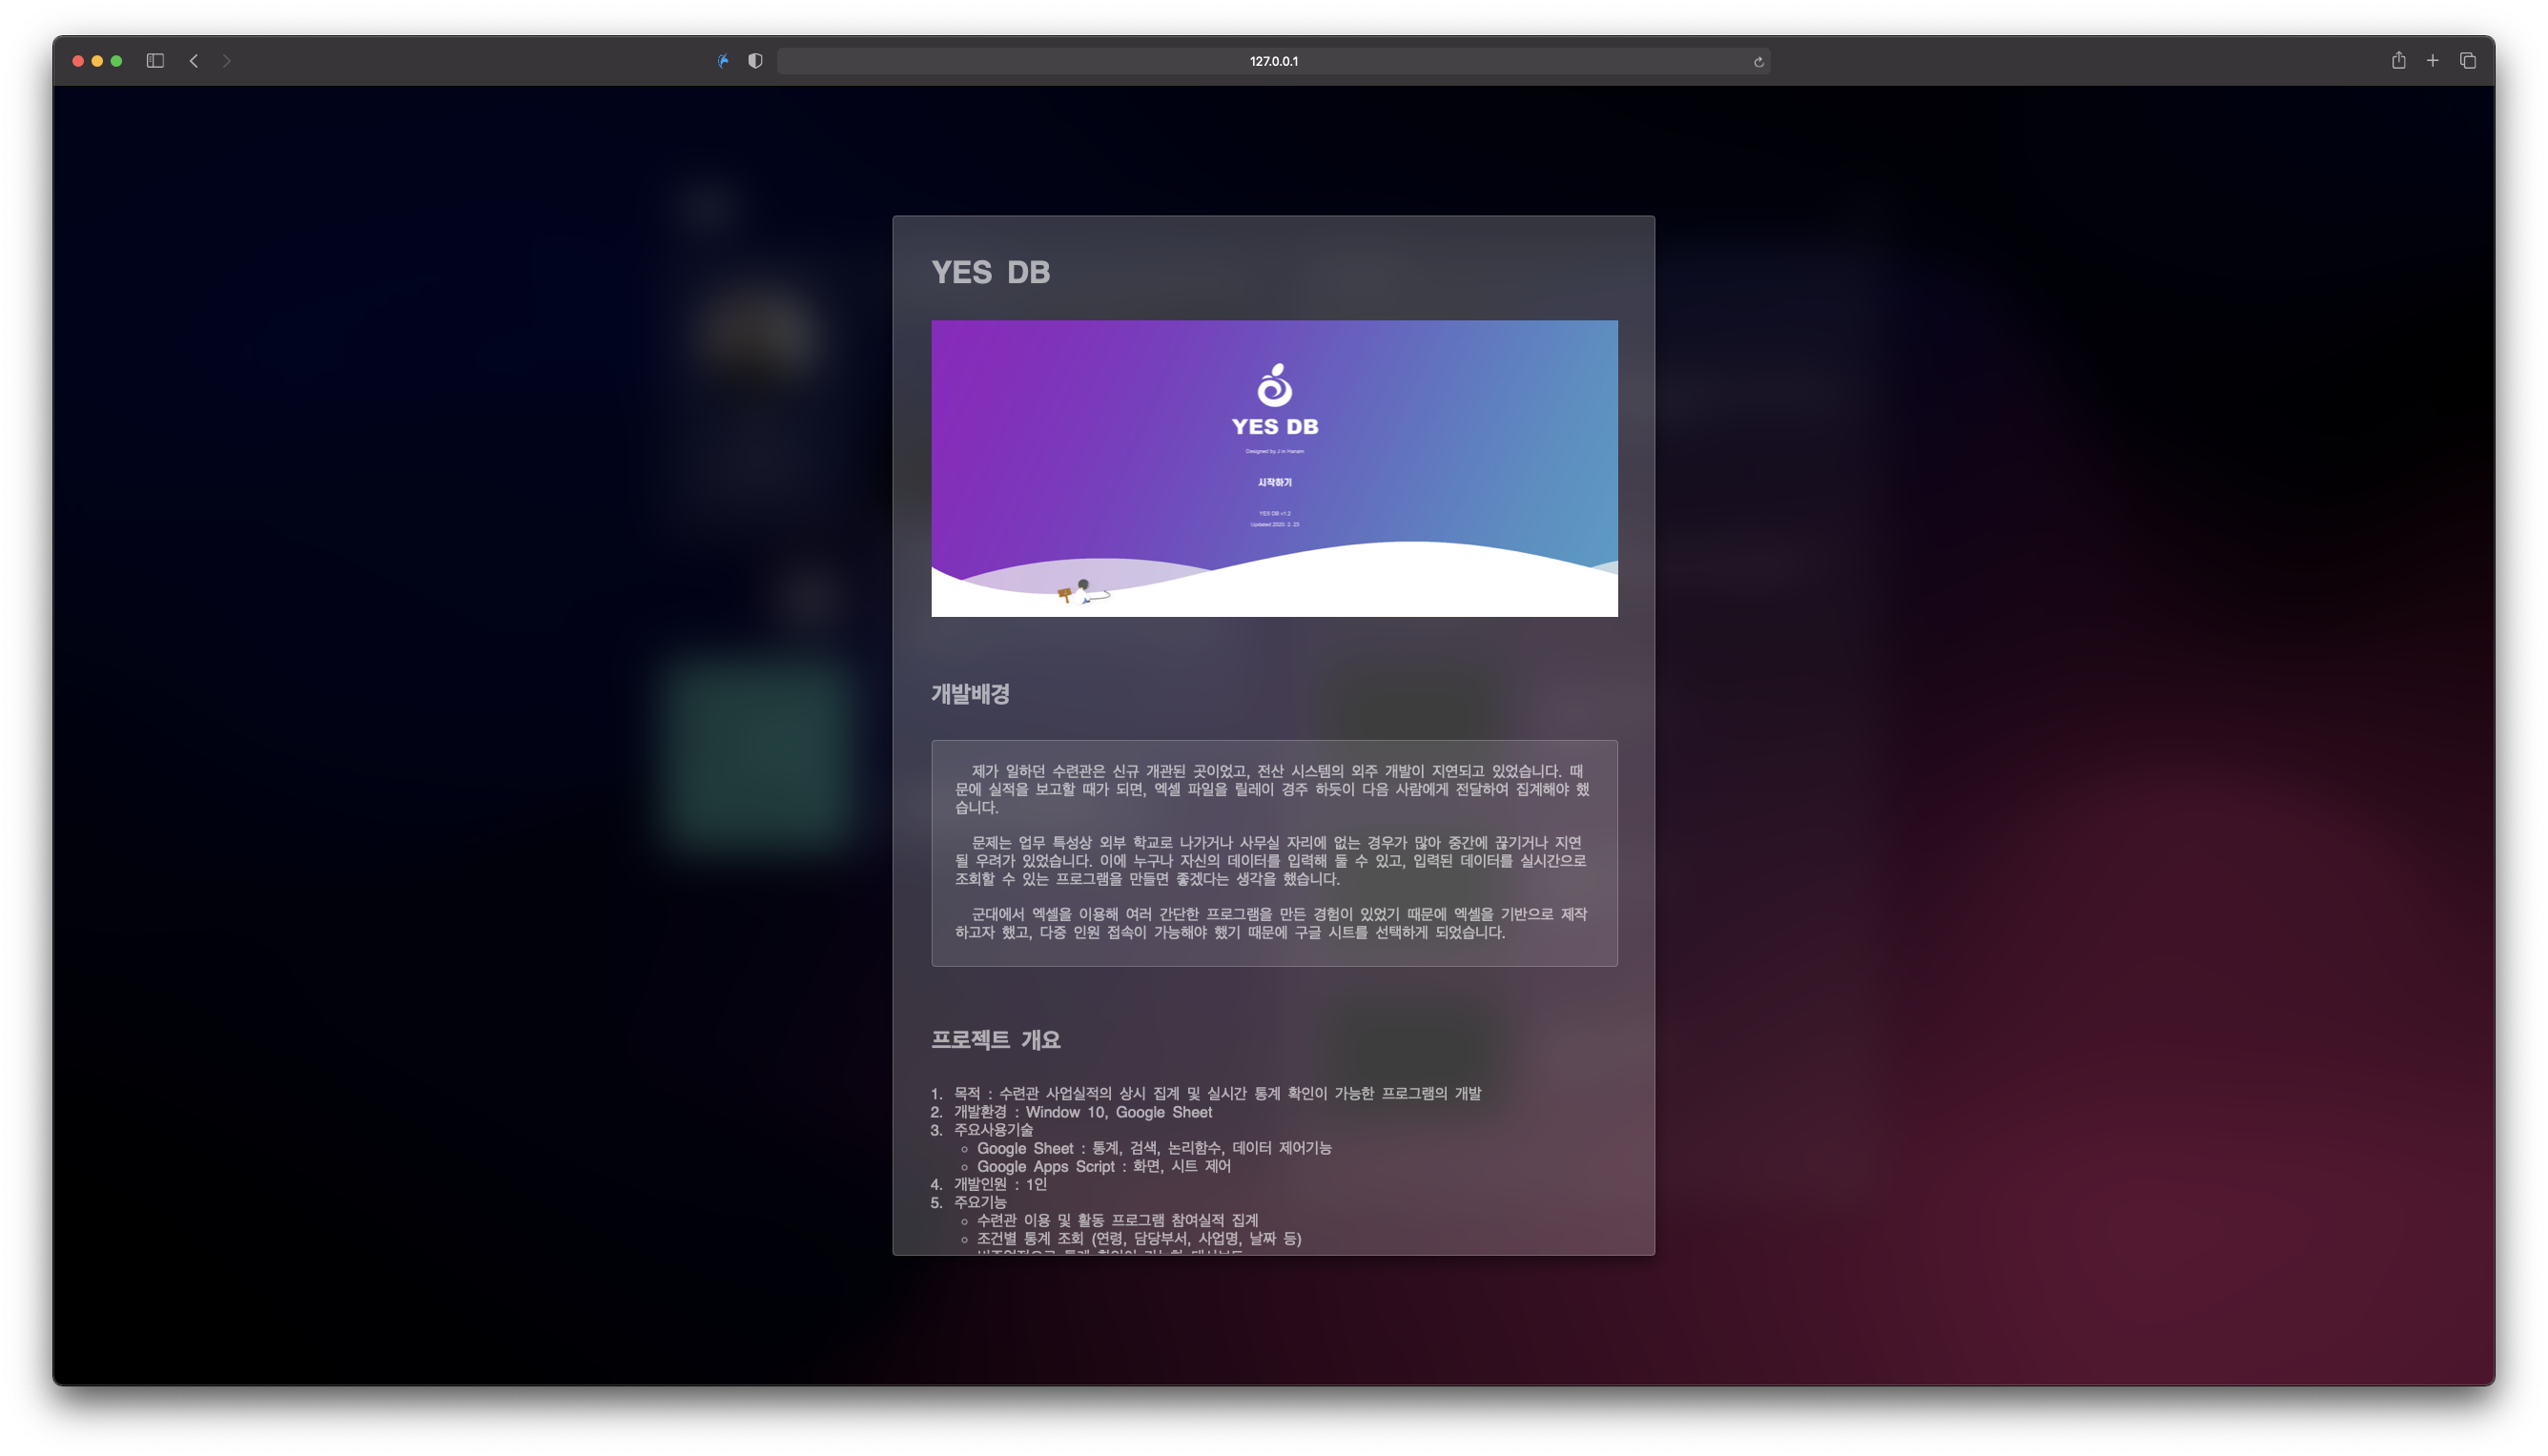 127.0.0.1
YES DB
YES DB
Designed by J in Hanam
시작하기
YES DB v1.2
Updated 2020. 2. 23
개발배경
제가 일하던 수련관은 신규 개관된 곳이었고, 전산 시스템의 외주 개발이 지연되고 있었습니다. 때
문에 실적을 보고할 때가 되면, 엑셀 파일을 릴레이 경주 하듯이 다음 사람에게 전달하여 집계해야 했
습니다.
문제는 업무 특성상 외부 학교로 나가거나 사무실 자리에 없는 경우가 많아 중간에 끊기거나 지연
될 우려가 있었습니다. 이에 누구나 자신의 데이터를 입력해 둘 수 있고, 입력된 데이터를 실시간으로
조회할 수 있는 프로그램을 만들면 좋겠다는 생각을 했습니다.
군대에서 엑셀을 이용해 여러 간단한 프로그램을 만든 경험이 있었기 때문에 엑셀을 기반으로 제작
하고자 했고, 다중 인원 접속이 가능해야 했기 때문에 구글 시트를 선택하게 되었습니다.
프로젝트 개요
1. 목적 : 수련관 사업실적의 상시 집계 및 실시간 통계 확인이 가능한 프로그램의 개발
2. 개발환경 : Window 10, Google Sheet
3. 주요사용기술
◦ Google Sheet : 통계, 검색, 논리함수, 데이터 제어기능
◦ Google Apps Script : 화면, 시트 제어
4. 개발인원 : 1인
5. 주요기능
◦ 수련관 이용 및 활동 프로그램 참여실적 집계
◦ 조건별 통계 조회 (연령, 담당부서, 사업명, 날짜 등)